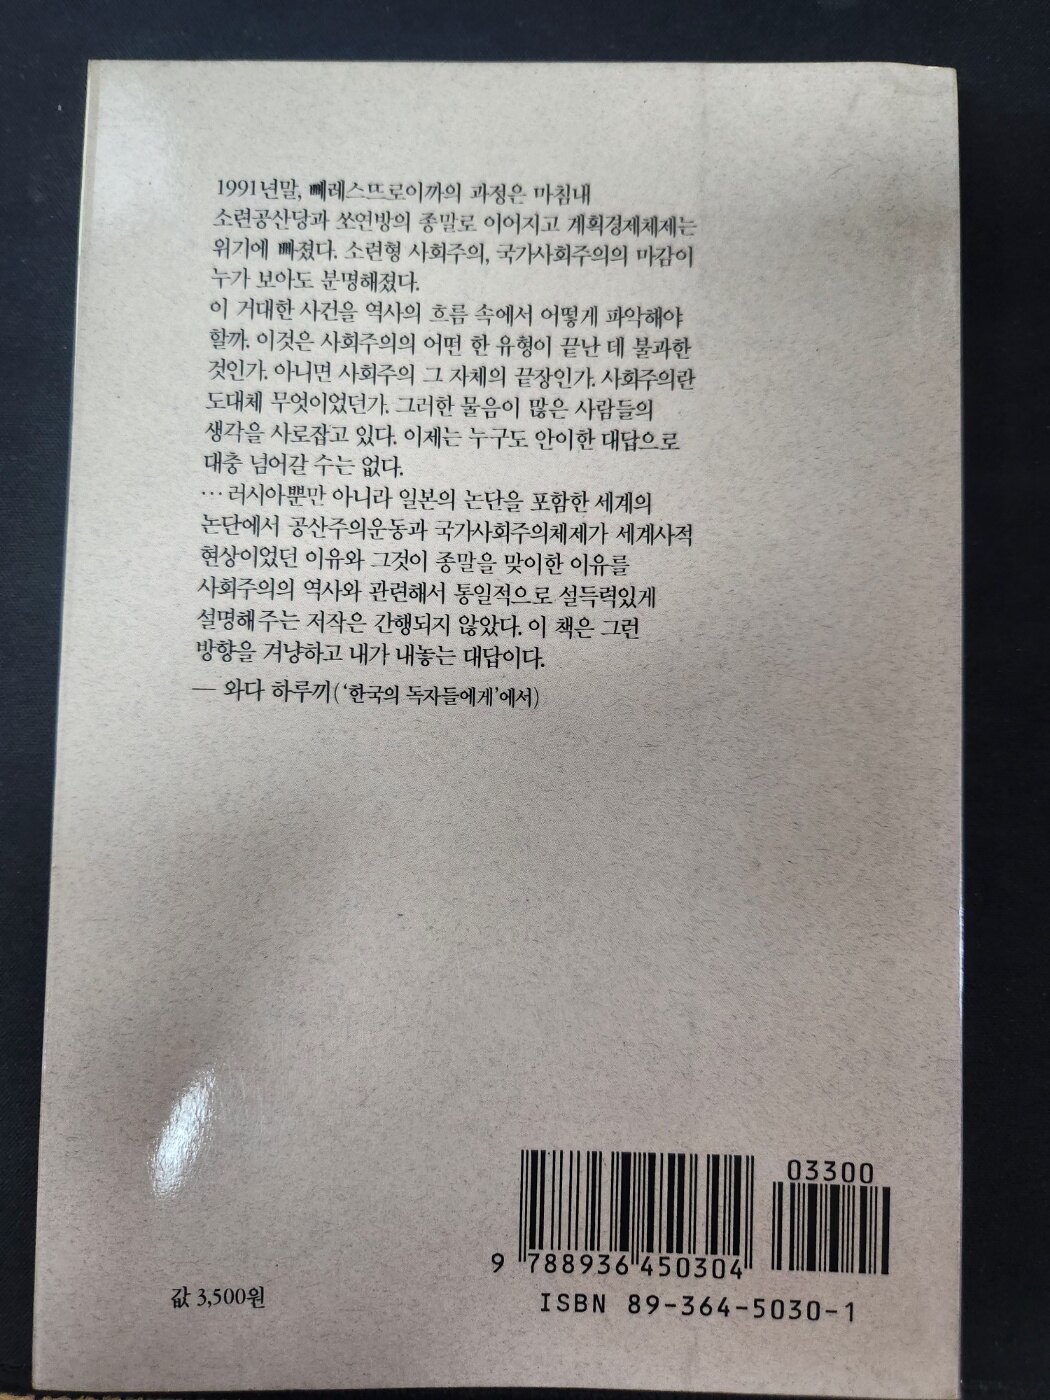 1991년말, 뻬레스뜨로이까의 과정은 마침내
소련공산당과 쏘연방의 종말로 이어지고 계획경제체제는
위기에 빠졌다. 소련형 사회주의, 국가사회주의의 마감이
누가 보아도 분명해졌다.
이 거대한 사건을 역사의 흐름 속에서 어떻게 파악해야
할까. 이것은 사회주의의 어떤 한 유형이 끝난 데 불과한
것인가. 아니면 사회주의 그 자체의 끝장인가. 사회주의란
도대체 무엇이었던가. 그러한 물음이 많은 사람들의
생각을 사로잡고 있다. 이제는 누구도 안이한 대답으로
대충 넘어갈 수는 없다.
…러시아뿐만 아니라 일본의 논단을 포함한 세계의
논단에서 공산주의운동과 국가사회주의체제가 세계사적
현상이었던 이유와 그것이 종말을 맞이한 이유를
사회주의의 역사와 관련해서 통일적으로 설득력있게
설명해주는 저작은 간행되지 않았다. 이 책은 그런
방향을 겨냥하고 내가 내놓는 대답이다.
— 와다 하루끼(‘한국의 독자들에게’에서)
03300
9 788936 450304
값 3,500원
ISBN 89-364-5030-1